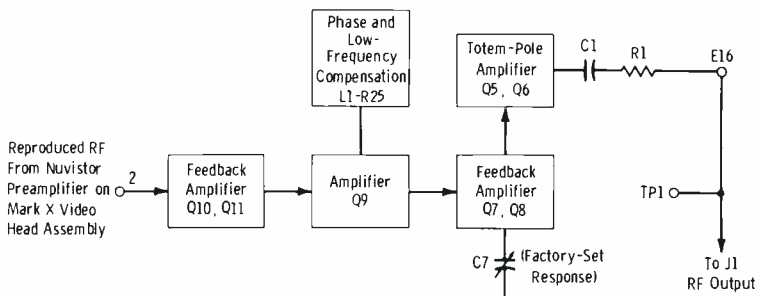 Phase and
Low-
Frequency
Compensation
L1-R25
Totem-Pole
Amplifier
Q5, Q6
C1
R1
E16
Reproduced RF
From Nuvistor
Preamplifier on
Mark X Video
Head Assembly
2
Feedback
Amplifier
Q10, Q11
Amplifier
Q9
Feedback
Amplifier
Q7, Q8
TP1
C7
(Factory-Set
Response)
To J1
RF Output